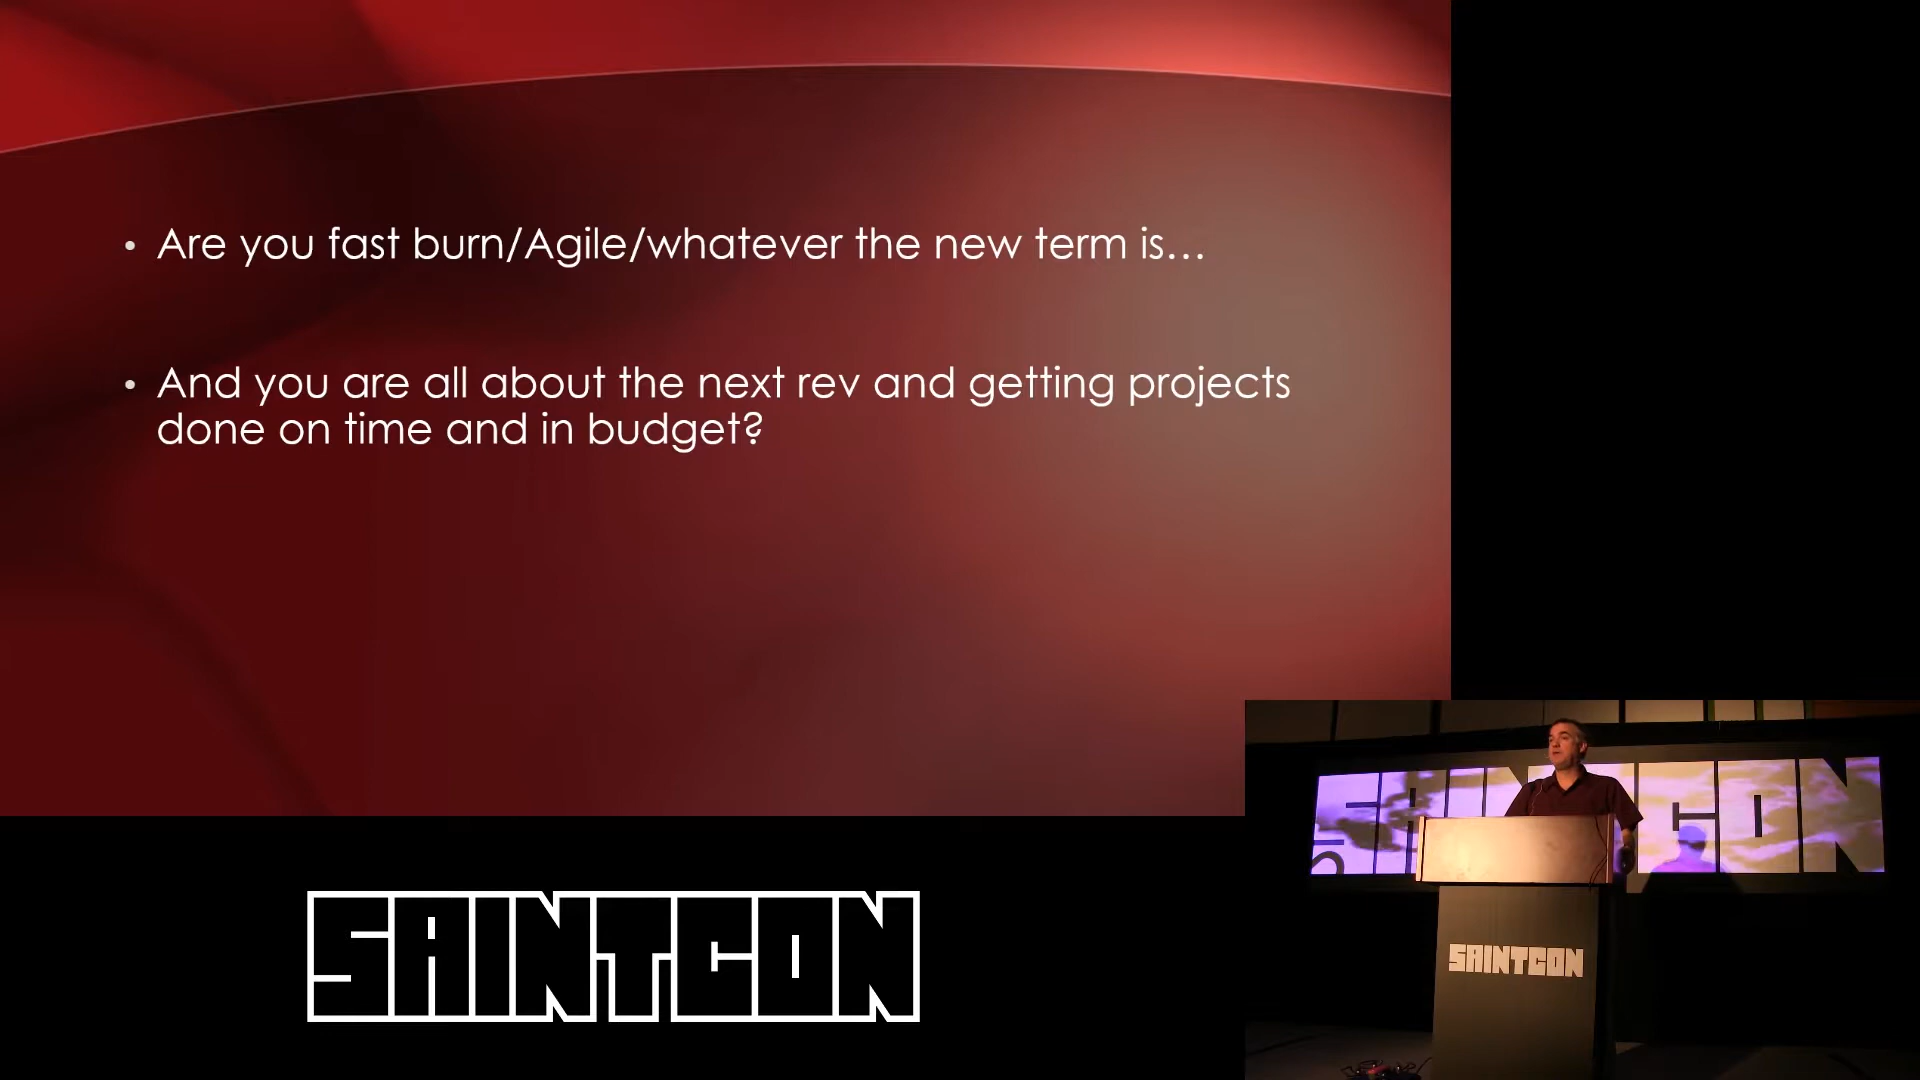 • Are you fast burn/Agile/whatever the new term is…
• And you are all about the next rev and getting projects
done on time and in budget?
SAINTCON
SAINTCON
SAINTCON